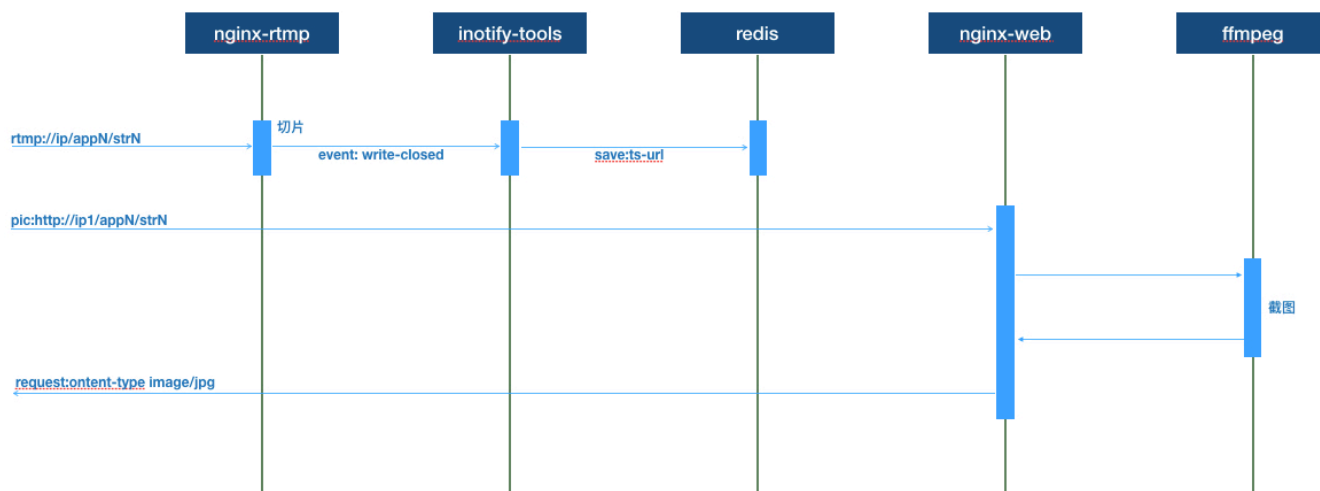 nginx-rtmp
inotify-tools
redis
nginx-web
ffmpeg
切片
rtmp://ip/appN/strN
event: write-closed
save:ts-url
pic:http://ip1/appN/strN
截图
request:ontent-type image/jpg